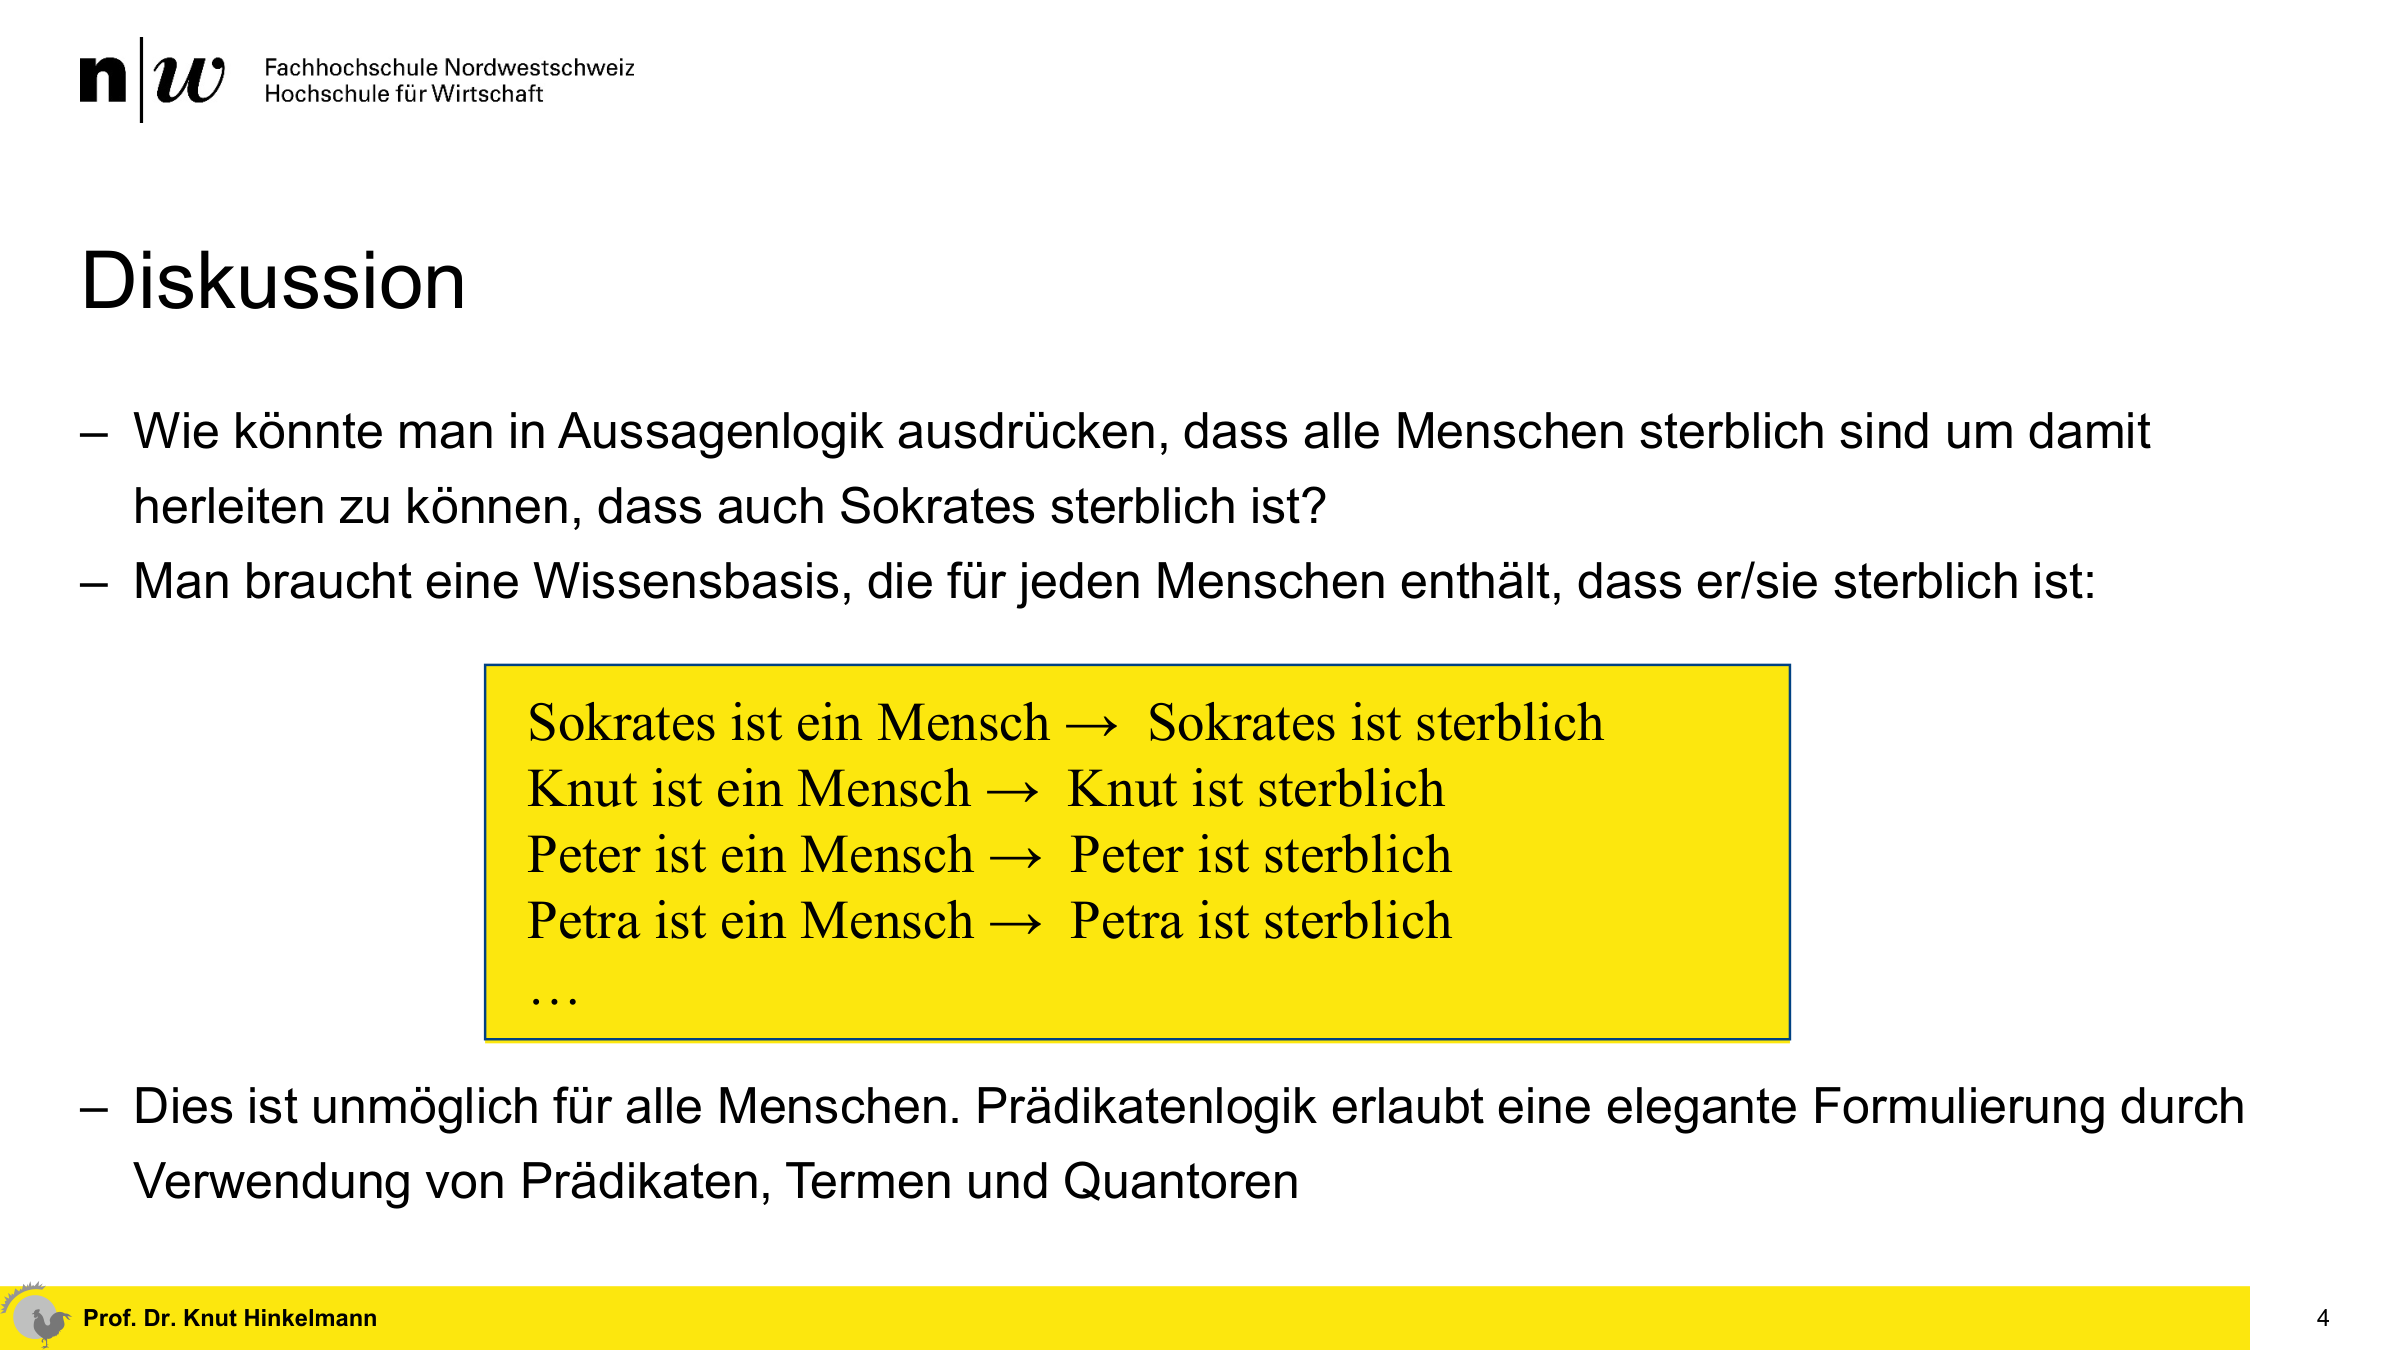 n|w Fachhochschule Nordwestschweiz
Hochschule für Wirtschaft
Diskussion
– Wie könnte man in Aussagenlogik ausdrücken, dass alle Menschen sterblich sind um damit
herleiten zu können, dass auch Sokrates sterblich ist?
– Man braucht eine Wissensbasis, die für jeden Menschen enthält, dass er/sie sterblich ist:
Sokrates ist ein Mensch → Sokrates ist sterblich
Knut ist ein Mensch → Knut ist sterblich
Peter ist ein Mensch → Peter ist sterblich
Petra ist ein Mensch → Petra ist sterblich
…
– Dies ist unmöglich für alle Menschen. Prädikatenlogik erlaubt eine elegante Formulierung durch
Verwendung von Prädikaten, Termen und Quantoren
Prof. Dr. Knut Hinkelmann
4